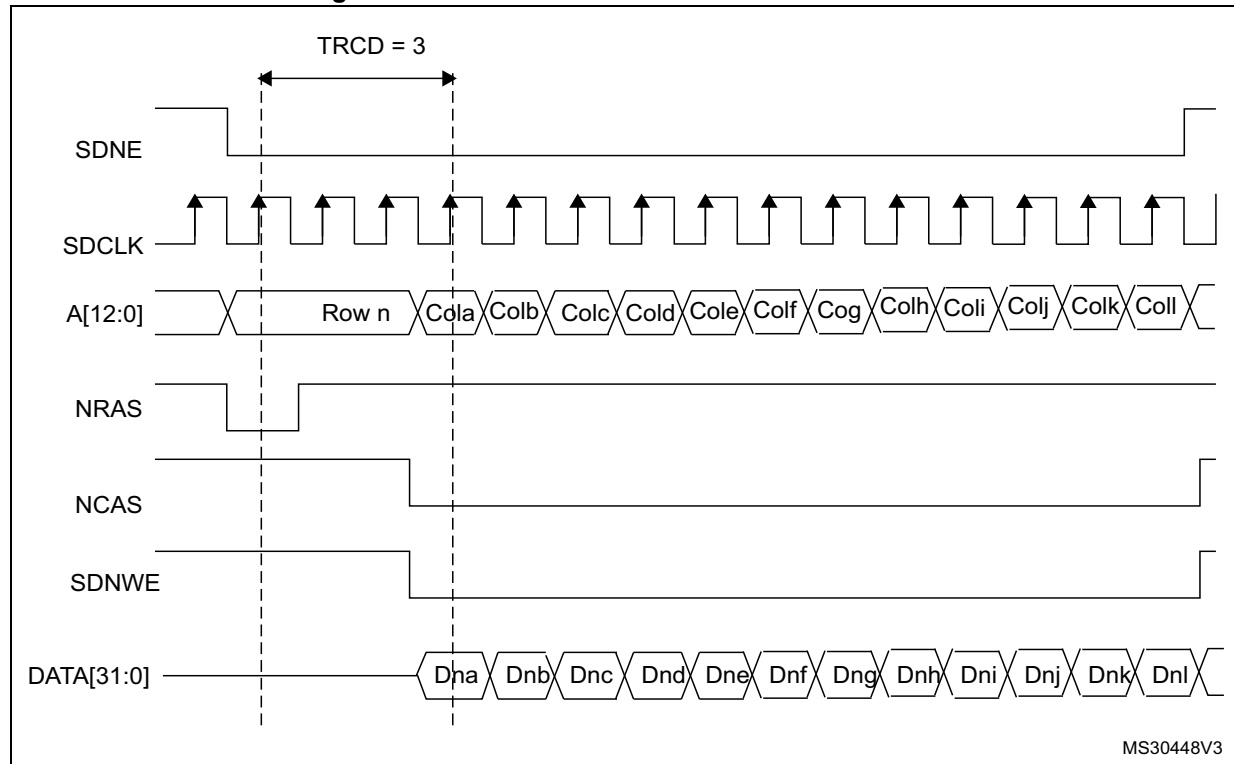 TRCD = 3
SDNE
SDCLK
A[12:0] Row n Cola Colb Colc Cold Cole Colf Cog Colh Coli Colj Colk Coll
NRAS
NCAS
SDNWE
DATA[31:0] Dna Dnb Dnc Dnd Dne Dnf Dng Dnh Dni Dnj Dnk Dnl
MS30448V3